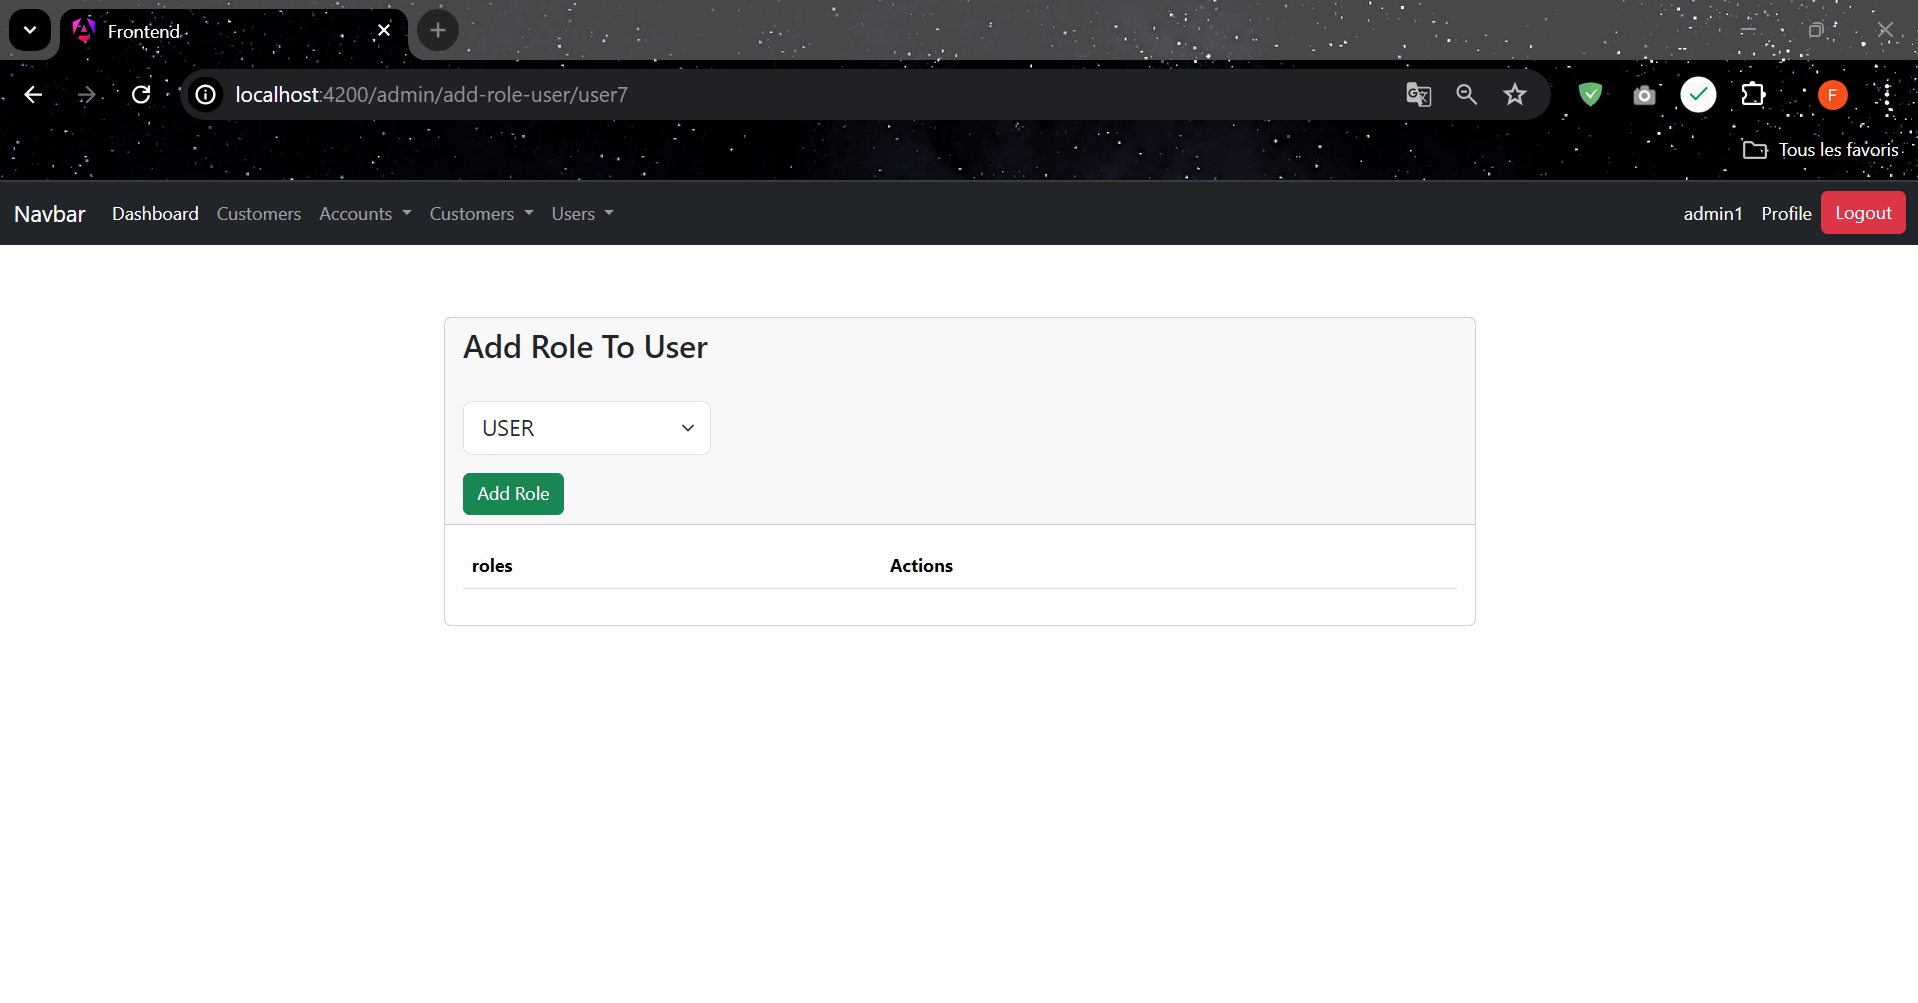 Frontend
localhost:4200/admin/add-role-user/user7
F
Tous les favoris
Navbar Dashboard Customers Accounts Customers Users admin1 Profile Logout
Add Role To User
USER
Add Role
roles Actions